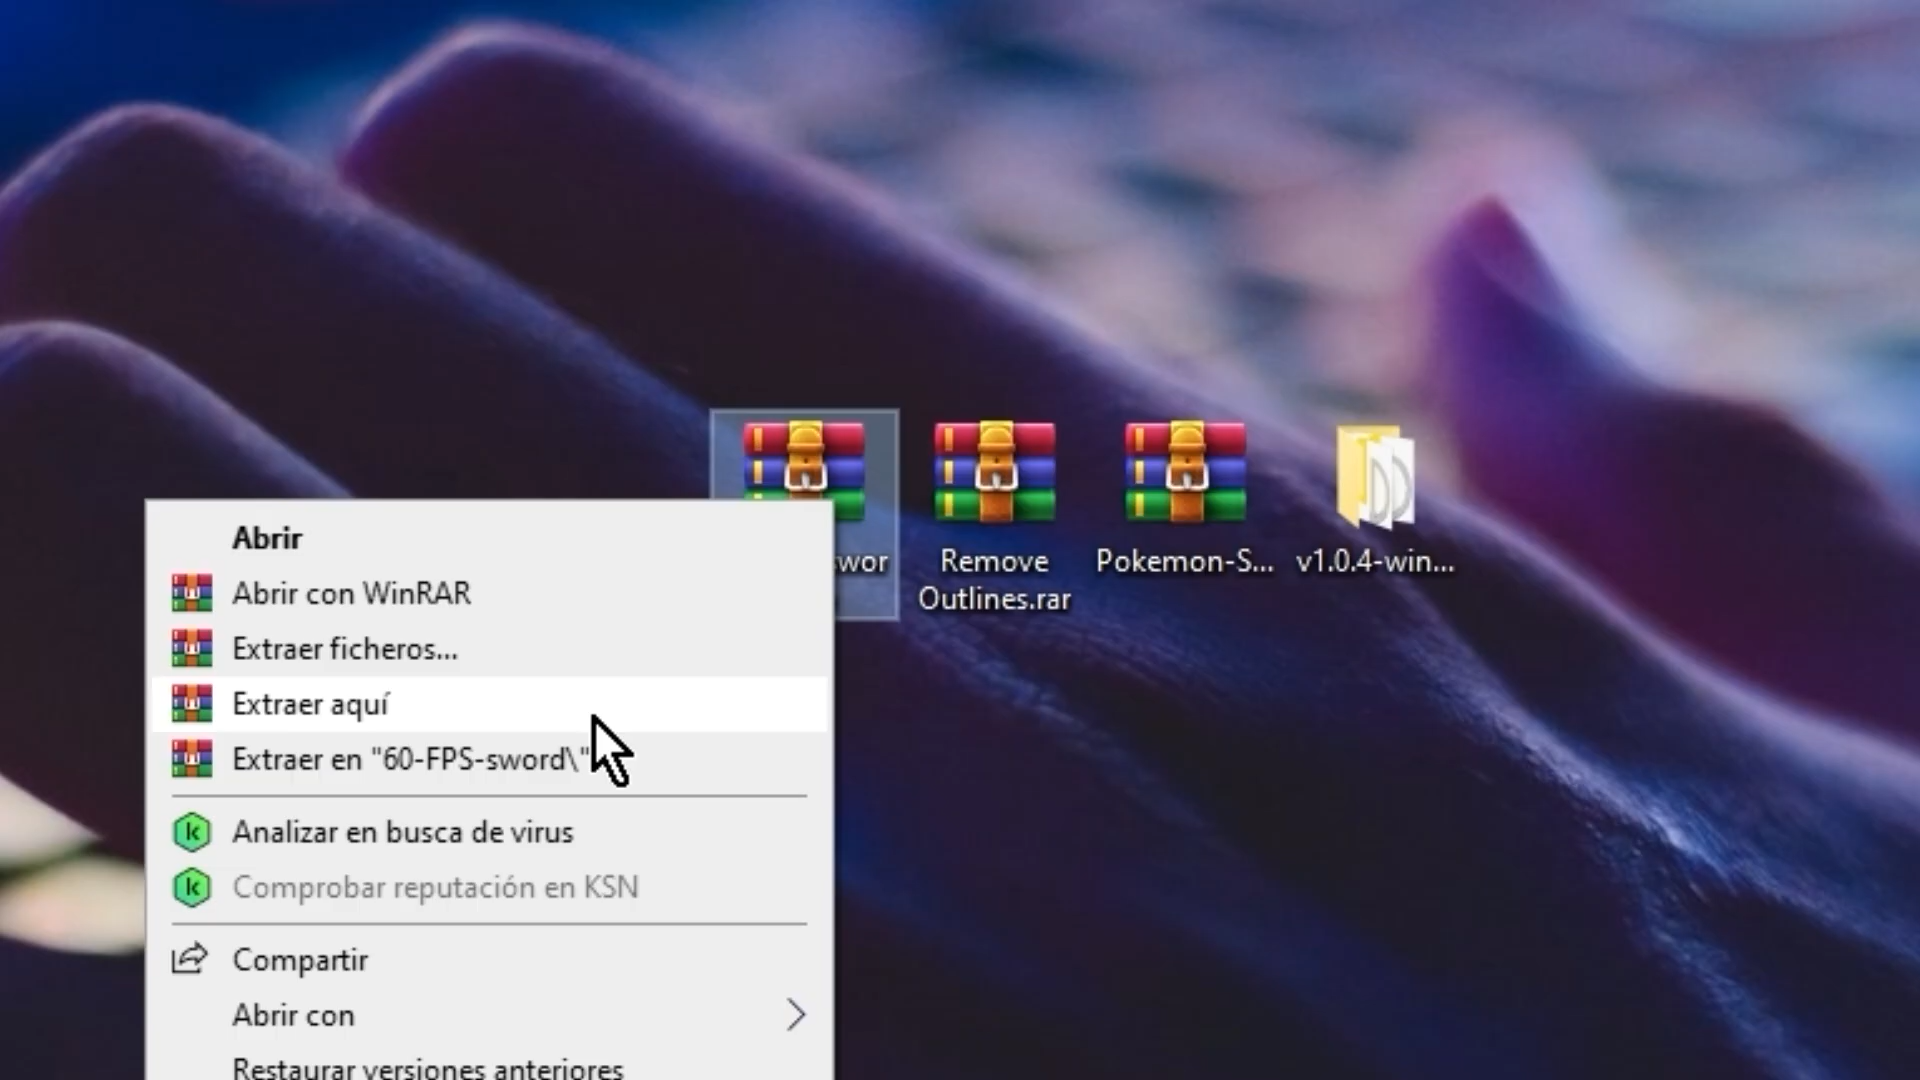 Abrir
Abrir con WinRAR
Extraer ficheros...
Extraer aquí
Extraer en "60-FPS-sword\"
Analizar en busca de virus
Comprobar reputación en KSN
Compartir
Abrir con
Restaurar versiones anteriores
swor
Remove
Outlines.rar
Pokemon-S...
v1.0.4-win...